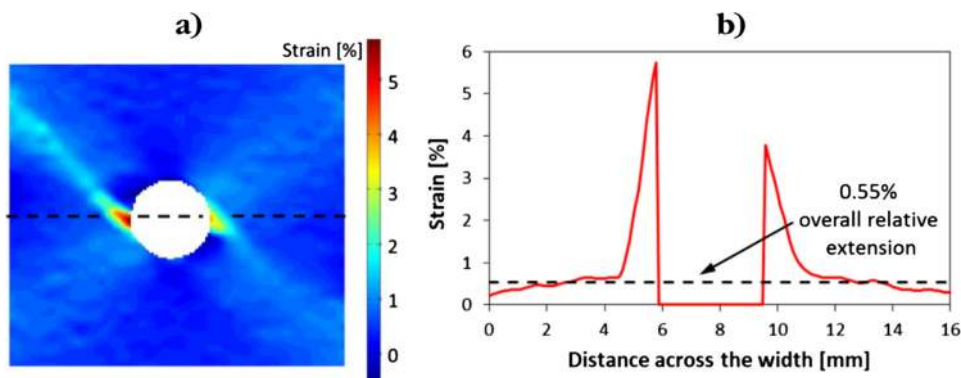 a)
Strain [%]
5
4
3
2
1
0
b)
6
5
4
3
2
1
0
Strain [%]
0.55%
overall relative
extension
0 2 4 6 8 10 12 14 16
Distance across the width [mm]